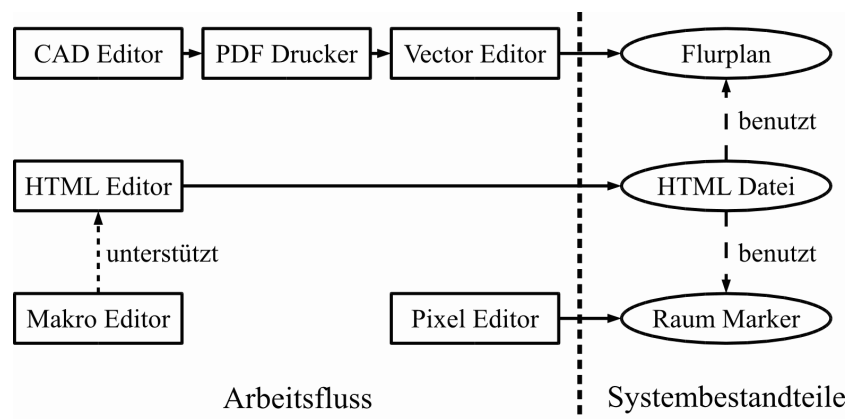 CAD Editor
PDF Drucker
Vector Editor
Flurplan
benutzt
HTML Editor
HTML Datei
unterstützt
benutzt
Makro Editor
Pixel Editor
Raum Marker
Arbeitsfluss
Systembestandteile